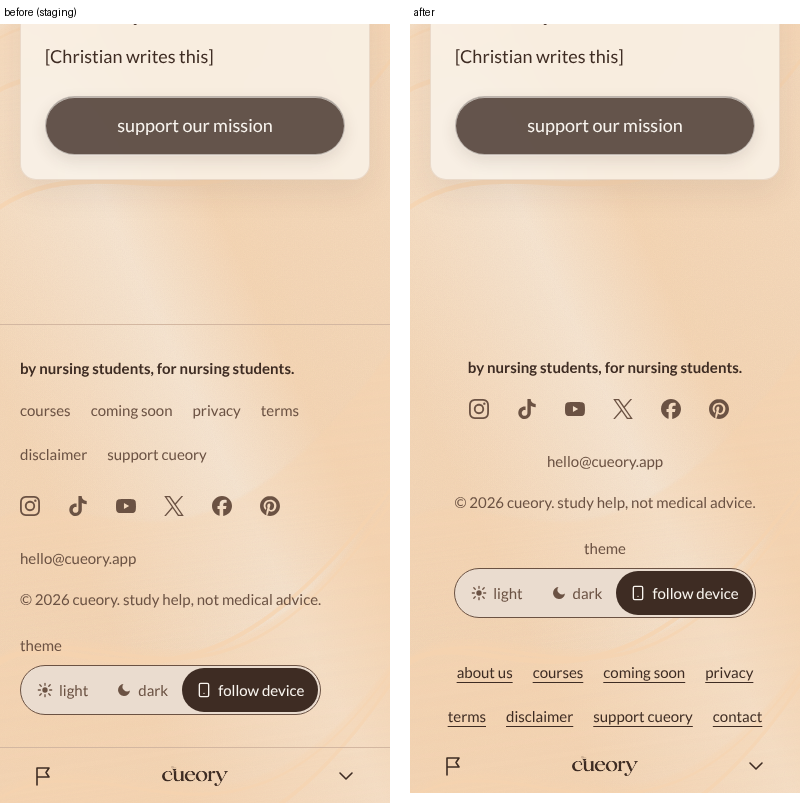 before (staging)
[Christian writes this]
support our mission
by nursing students, for nursing students.
courses coming soon privacy terms
disclaimer support cueory
hello@cueory.app
© 2026 cueory. study help, not medical advice.
theme
light dark follow device
cueory
after
[Christian writes this]
support our mission
by nursing students, for nursing students.
hello@cueory.app
© 2026 cueory. study help, not medical advice.
theme
light dark follow device
about us courses coming soon privacy
terms disclaimer support cueory contact
cueory